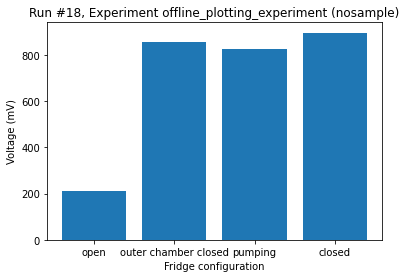 Run #18, Experiment offline_plotting_experiment (nosample)
800
600
400
200
0
Voltage (mV)
open outer chamber closed pumping closed
Fridge configuration